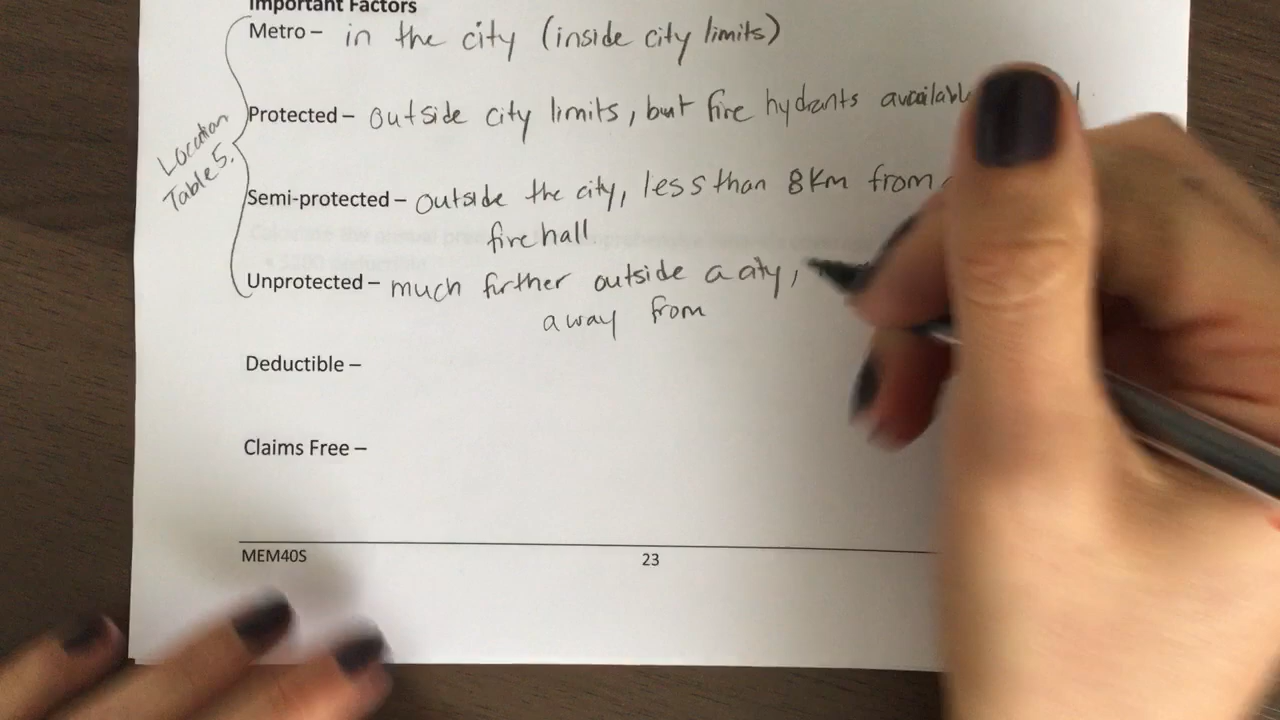 Important Factors
Metro – in the city (inside city limits)
Protected – outside city limits, but fire hydrants available
Location
Table 5.
Semi-protected – outside the city, less than 8km from
firehall
Unprotected – much further outside a city,
away from
Deductible –
Claims Free –
MEM40S 23